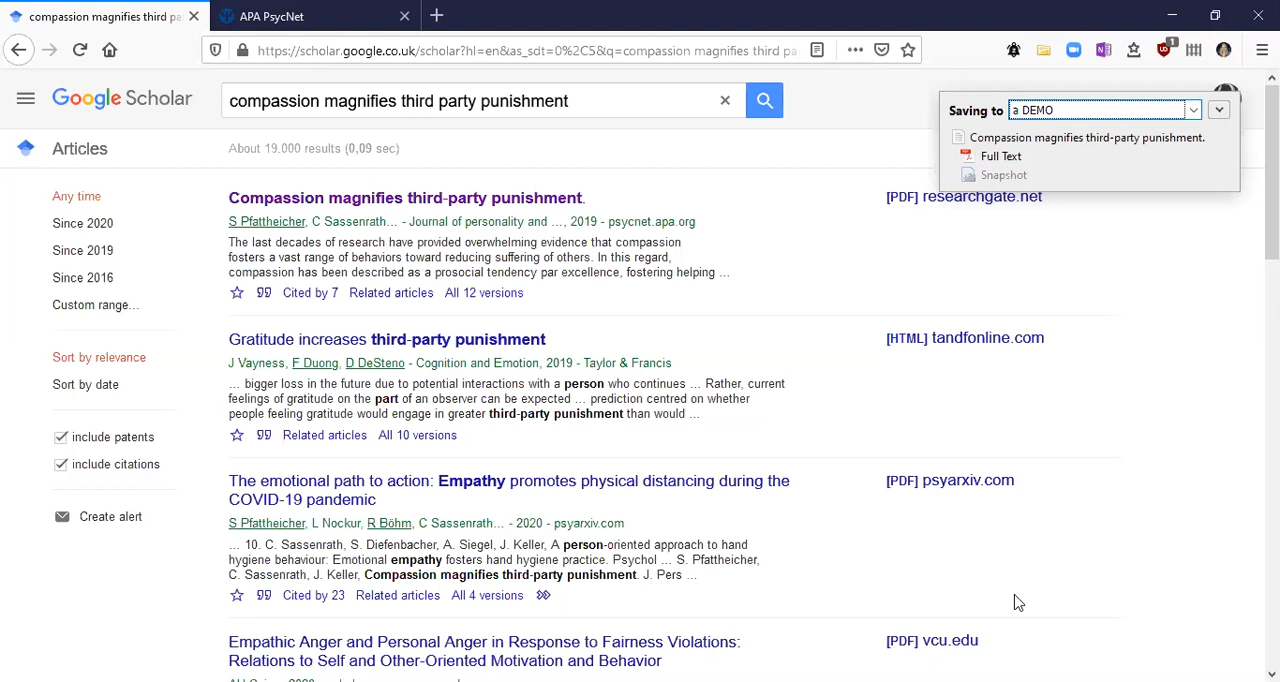 compassion magnifies third pa
APA PsycNet
https://scholar.google.co.uk/scholar?hl=en&as_sdt=0%2C5&q=compassion magnifies third pa
1
Google Scholar
compassion magnifies third party punishment
Saving to a DEMO
Compassion magnifies third-party punishment.
Full Text
Snapshot
Articles
About 19.000 results (0,09 sec)
Any time
Since 2020
Since 2019
Since 2016
Custom range...
Sort by relevance
Sort by date
include patents
include citations
Create alert
Compassion magnifies third-party punishment.
[PDF] researchgate.net
S Pfattheicher, C Sassenrath... - Journal of personality and ..., 2019 - psycnet.apa.org
The last decades of research have provided overwhelming evidence that compassion
fosters a vast range of behaviors toward reducing suffering of others. In this regard,
compassion has been described as a prosocial tendency par excellence, fostering helping ...
Cited by 7 Related articles All 12 versions
Gratitude increases third-party punishment
[HTML] tandfonline.com
J Vayness, F Duong, D DeSteno - Cognition and Emotion, 2019 - Taylor & Francis
... bigger loss in the future due to potential interactions with a person who continues ... Rather, current
feelings of gratitude on the part of an observer can be expected ... prediction centred on whether
people feeling gratitude would engage in greater third-party punishment than would ...
Related articles All 10 versions
The emotional path to action: Empathy promotes physical distancing during the
COVID-19 pandemic
[PDF] psyarxiv.com
S Pfattheicher, L Nockur, R Böhm, C Sassenrath... - 2020 - psyarxiv.com
... 10. C. Sassenrath, S. Diefenbacher, A. Siegel, J. Keller, A person-oriented approach to hand
hygiene behaviour: Emotional empathy fosters hand hygiene practice. Psychol ... S. Pfattheicher,
C. Sassenrath, J. Keller, Compassion magnifies third-party punishment. J. Pers ...
Cited by 23 Related articles All 4 versions
Empathic Anger and Personal Anger in Response to Fairness Violations:
Relations to Self and Other-Oriented Motivation and Behavior
[PDF] vcu.edu